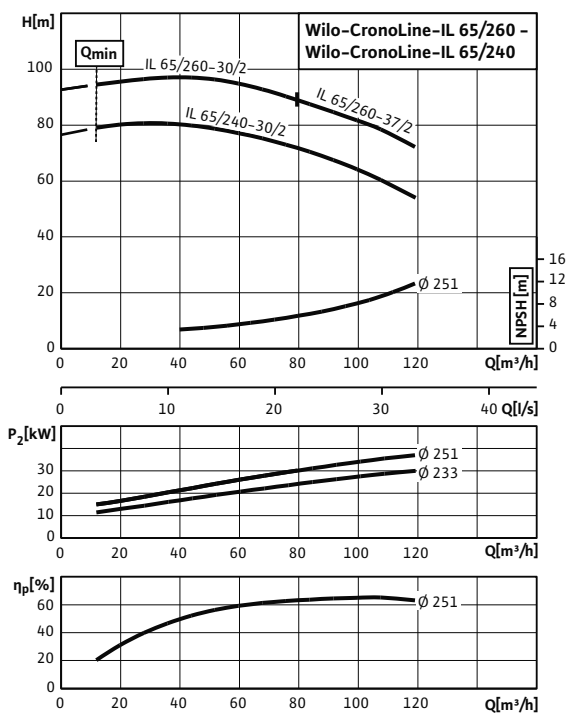 H[m]
Wilo-CronoLine-IL 65/260 -
Wilo-CronoLine-IL 65/240
Qmin
IL 65/260-30/2
IL 65/260-37/2
IL 65/240-30/2
100
80
60
40
20
0
Ø 251
NPSH [m]
16
12
8
4
0
0 20 40 60 80 100 120 Q[m³/h]
0 10 20 30 40 Q[l/s]
P2[kW]
30
20
10
0
Ø 251
Ø 233
0 20 40 60 80 100 120 Q[m³/h]
ηp[%]
60
40
20
0
Ø 251
0 20 40 60 80 100 120 Q[m³/h]